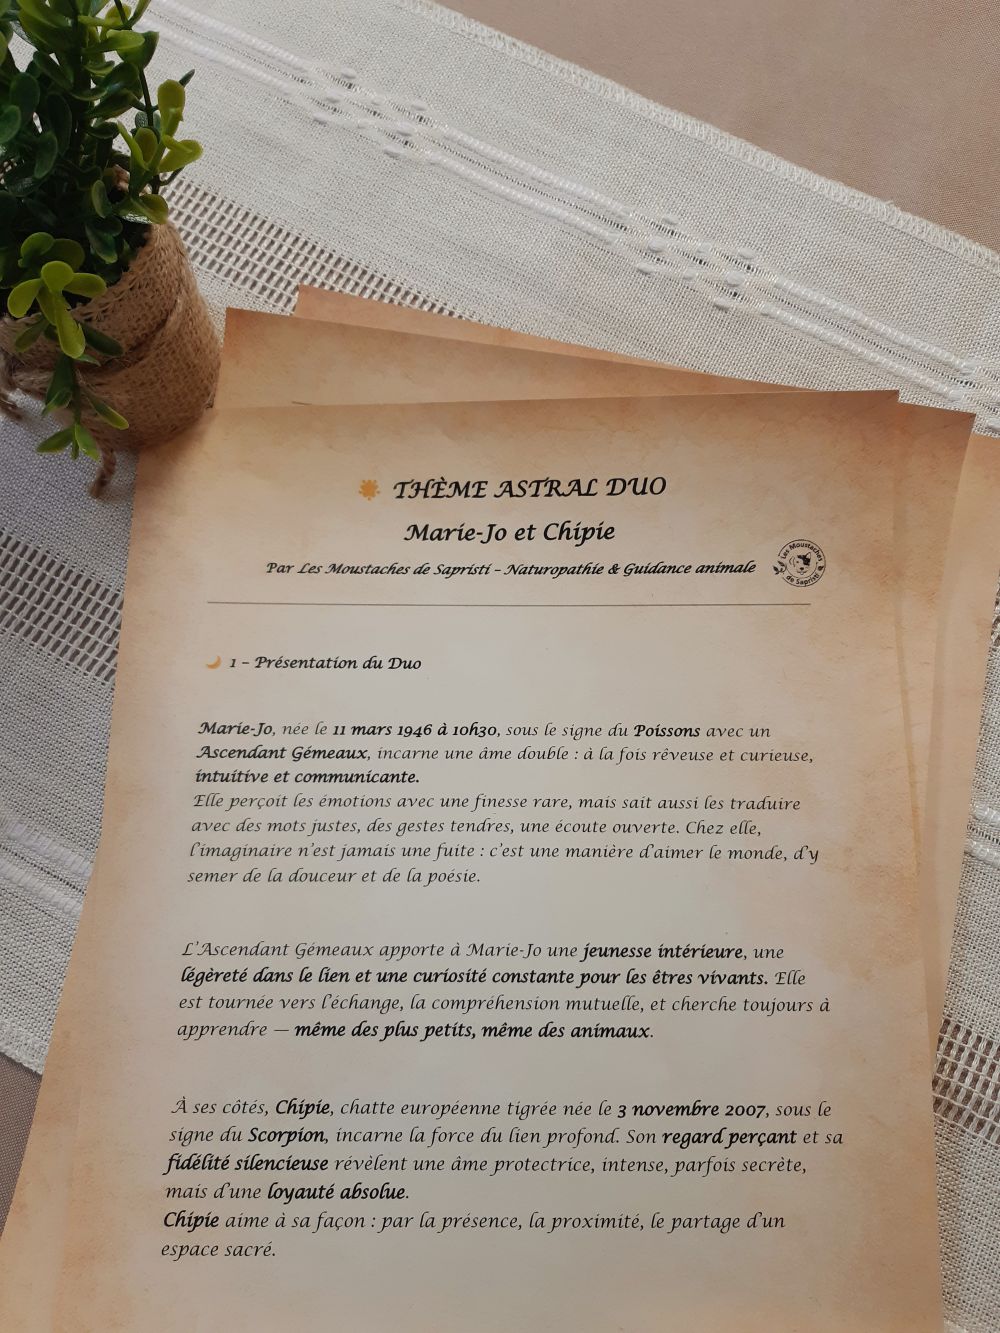 THÈME ASTRAL DUO
Marie-Jo et Chipie
Par Les Moustaches de Sapristi – Naturopathie & Guidance animale
Les Moustaches
de Sapristi
1 – Présentation du Duo
Marie-Jo, née le 11 mars 1946 à 10h30, sous le signe du Poissons avec un
Ascendant Gémeaux, incarne une âme double : à la fois rêveuse et curieuse,
intuitive et communicante.
Elle perçoit les émotions avec une finesse rare, mais sait aussi les traduire
avec des mots justes, des gestes tendres, une écoute ouverte. Chez elle,
l'imaginaire n'est jamais une fuite : c'est une manière d'aimer le monde, d'y
semer de la douceur et de la poésie.
L'Ascendant Gémeaux apporte à Marie-Jo une jeunesse intérieure, une
légèreté dans le lien et une curiosité constante pour les êtres vivants. Elle
est tournée vers l'échange, la compréhension mutuelle, et cherche toujours à
apprendre — même des plus petits, même des animaux.
À ses côtés, Chipie, chatte européenne tigrée née le 3 novembre 2007, sous le
signe du Scorpion, incarne la force du lien profond. Son regard perçant et sa
fidélité silencieuse révèlent une âme protectrice, intense, parfois secrète,
mais d'une loyauté absolue.
Chipie aime à sa façon : par la présence, la proximité, le partage d'un
espace sacré.